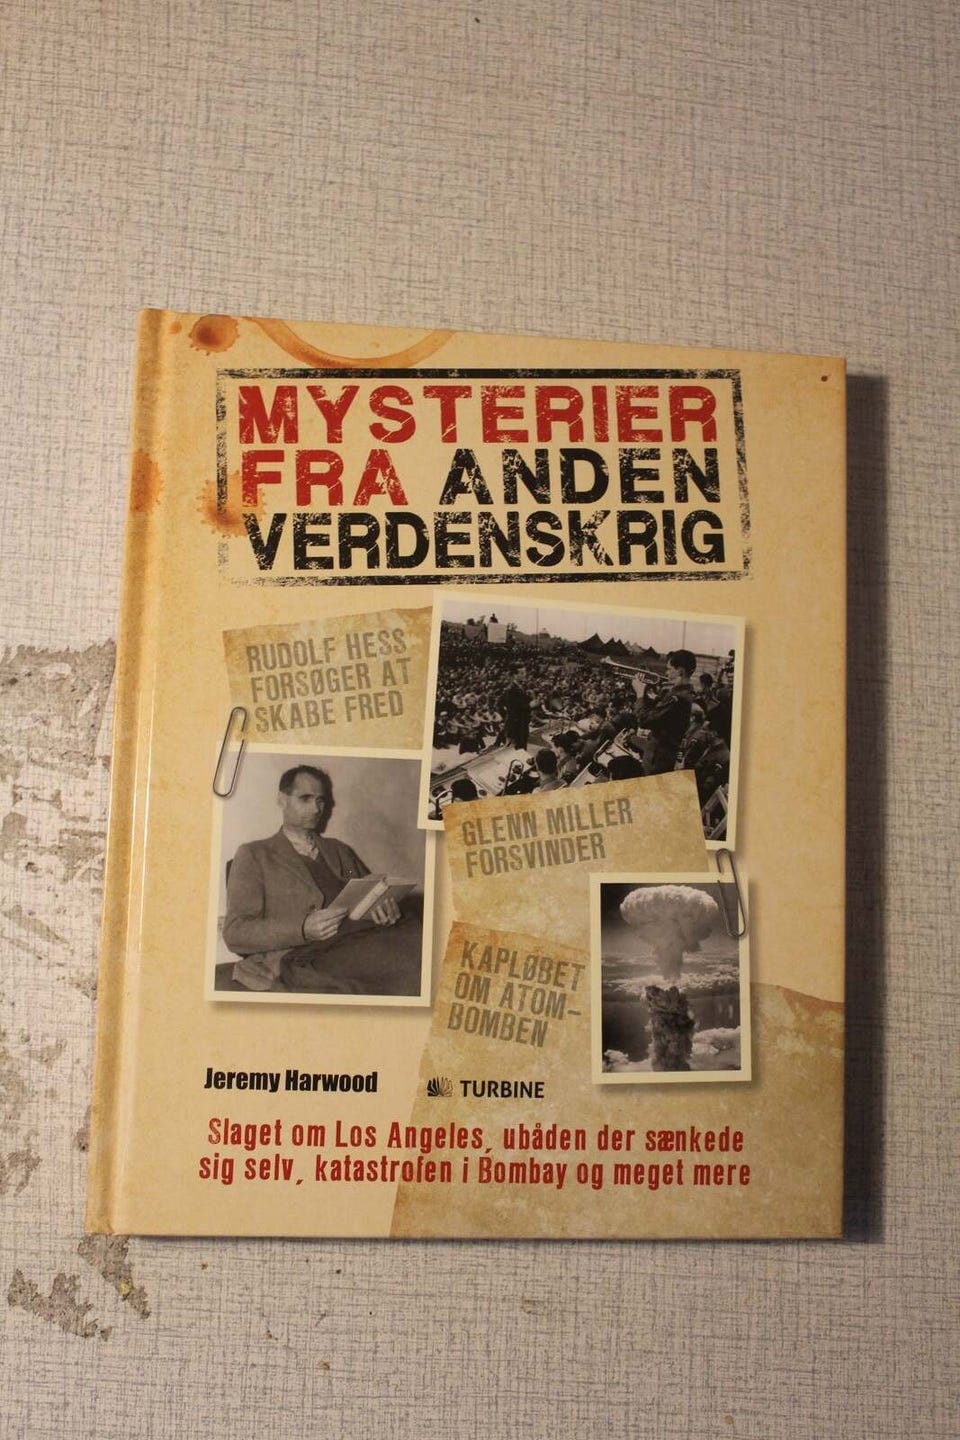 MYSTERIER
FRA ANDEN
VERDENSKRIG
RUDOLF HESS
FORSØGER AT
SKABE FRED
GLENN MILLER
FORSVINDER
KAPLØBET
OM ATOM-
BOMBEN
Jeremy Harwood
TURBINE
Slaget om Los Angeles, ubåden der sænkede
sig selv, katastrofen i Bombay og meget mere